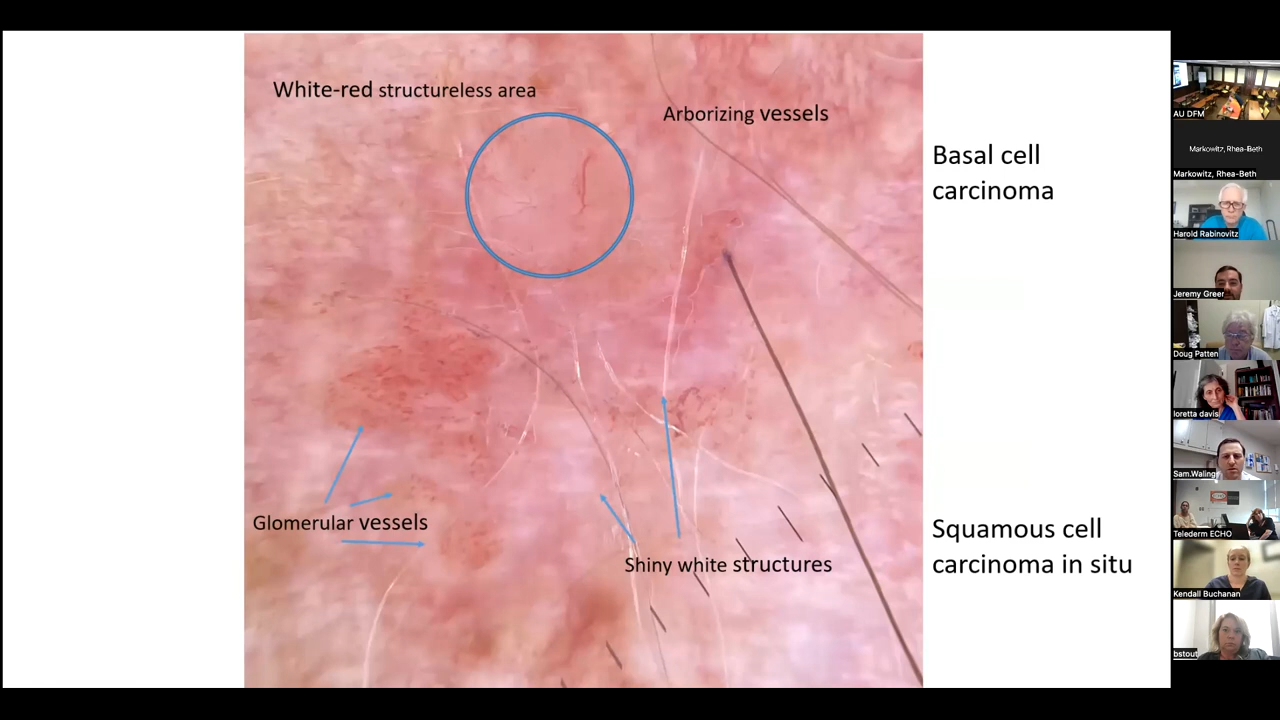 White-red structureless area
Arborizing vessels
Basal cell
carcinoma
Glomerular vessels
Shiny white structures
Squamous cell
carcinoma in situ
AU DFM
Markowitz, Rhea-Beth
Markowitz, Rhea-Beth
Harold Rabinovitz
Jeremy Greer
Doug Patten
loretta davis
Sam.Waling
Telederm ECHO
Kendall Buchanan
bstout